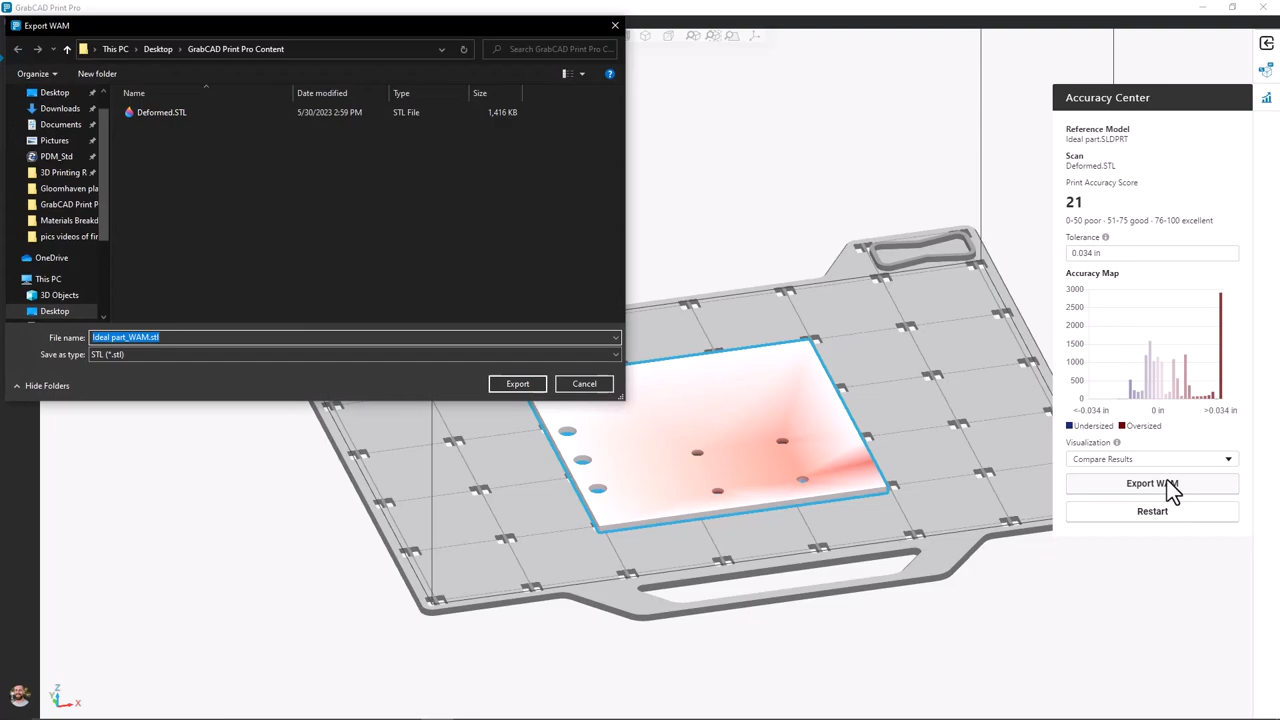 GrabCAD Print Pro
Export WAM
This PC
Desktop
GrabCAD Print Pro Content
Search GrabCAD Print Pro C...
Organize
New folder
Name
Date modified
Type
Size
Desktop
Downloads
Documents
Pictures
PDM_Std
3D Printing R
Gloomhaven pla
GrabCAD Print P
Materials Breakd
pics videos of fir
OneDrive
This PC
3D Objects
Desktop
Deformed.STL
5/30/2023 2:59 PM
STL File
1,416 KB
File name:
Ideal part_WAM.stl
Save as type:
STL (*.stl)
Hide Folders
Export
Cancel
Accuracy Center
Reference Model
Ideal part.SLDPRT
Scan
Deformed.STL
Print Accuracy Score
21
0-50 poor · 51-75 good · 76-100 excellent
Tolerance
0.034 in
Accuracy Map
3000
2500
2000
1500
1000
500
0
<-0.034 in
0 in
>0.034 in
Undersized
Oversized
Visualization
Compare Results
Export WAM
Restart
Z
Y
X